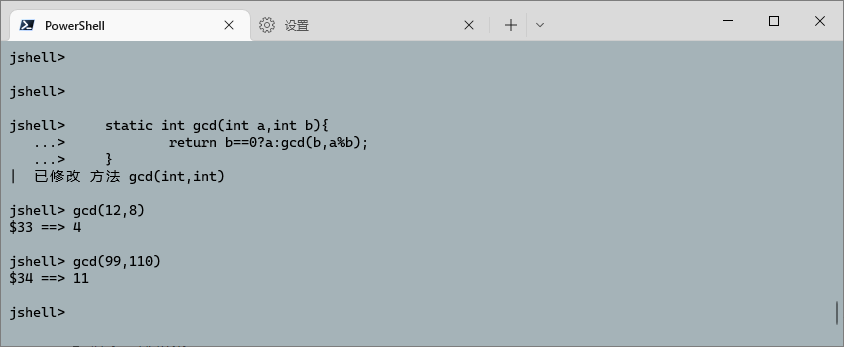 PowerShell
设置
jshell>
jshell>
jshell>     static int gcd(int a,int b){
   ...>             return b==0?a:gcd(b,a%b);
   ...>     }
|  已修改 方法 gcd(int,int)
jshell> gcd(12,8)
$33 ==> 4
jshell> gcd(99,110)
$34 ==> 11
jshell>